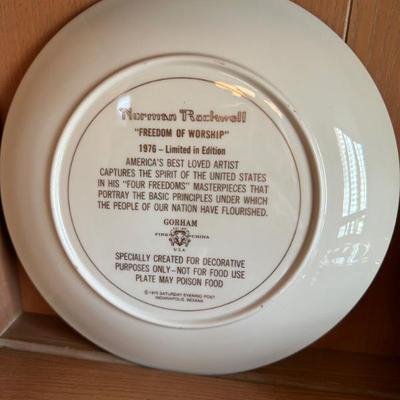 Norman Rockwell
"FREEDOM OF WORSHIP"
1976 – Limited in Edition
AMERICA'S BEST LOVED ARTIST
CAPTURES THE SPIRIT OF THE UNITED STATES
IN HIS "FOUR FREEDOMS" MASTERPIECES THAT
PORTRAY THE BASIC PRINCIPLES UNDER WHICH
THE PEOPLE OF OUR NATION HAVE FLOURISHED.
GORHAM
FINE CHINA
U.S.A
SPECIALLY CREATED FOR DECORATIVE
PURPOSES ONLY – NOT FOR FOOD USE
PLATE MAY POISON FOOD
© 1975 SATURDAY EVENING POST
INDIANAPOLIS, INDIANA